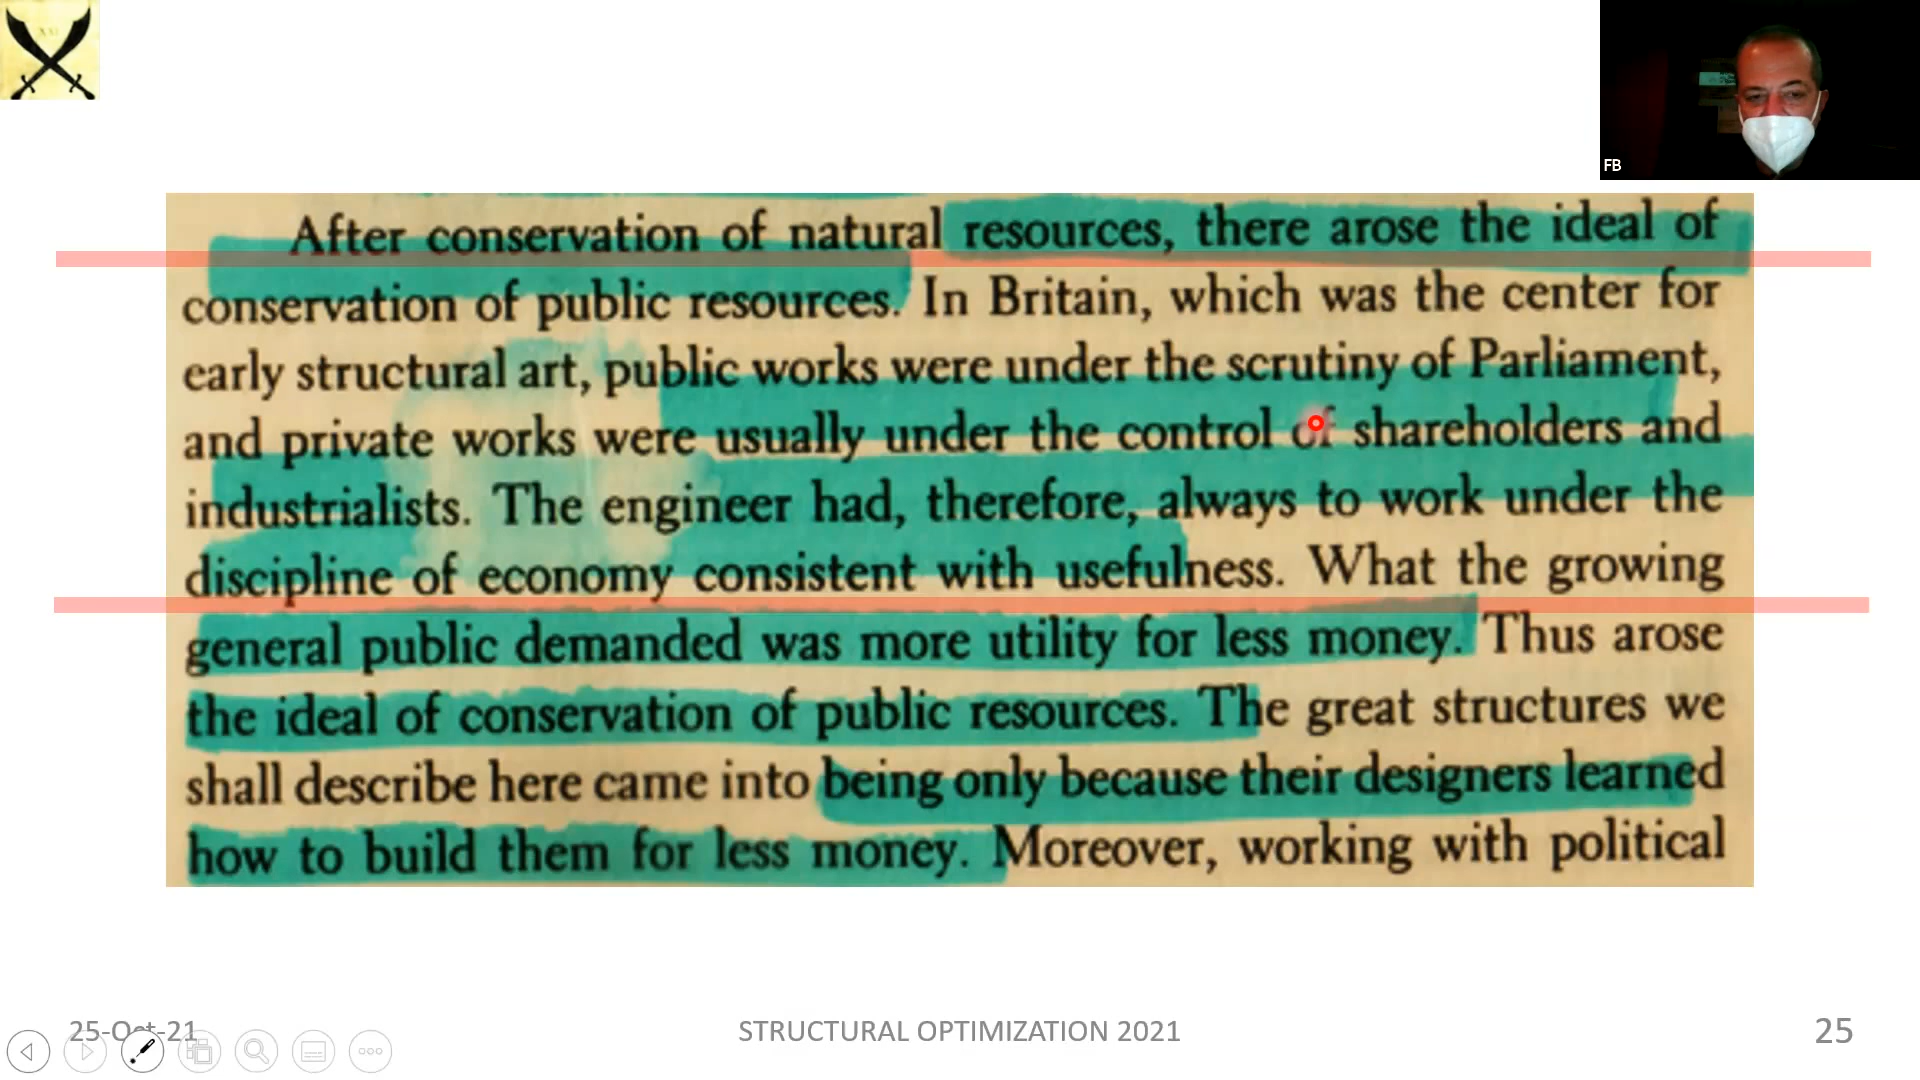 XXI
FB
After conservation of natural resources, there arose the ideal of
conservation of public resources. In Britain, which was the center for
early structural art, public works were under the scrutiny of Parliament,
and private works were usually under the control of shareholders and
industrialists. The engineer had, therefore, always to work under the
discipline of economy consistent with usefulness. What the growing
general public demanded was more utility for less money. Thus arose
the ideal of conservation of public resources. The great structures we
shall describe here came into being only because their designers learned
how to build them for less money. Moreover, working with political
25-Oct-21
STRUCTURAL OPTIMIZATION 2021
25